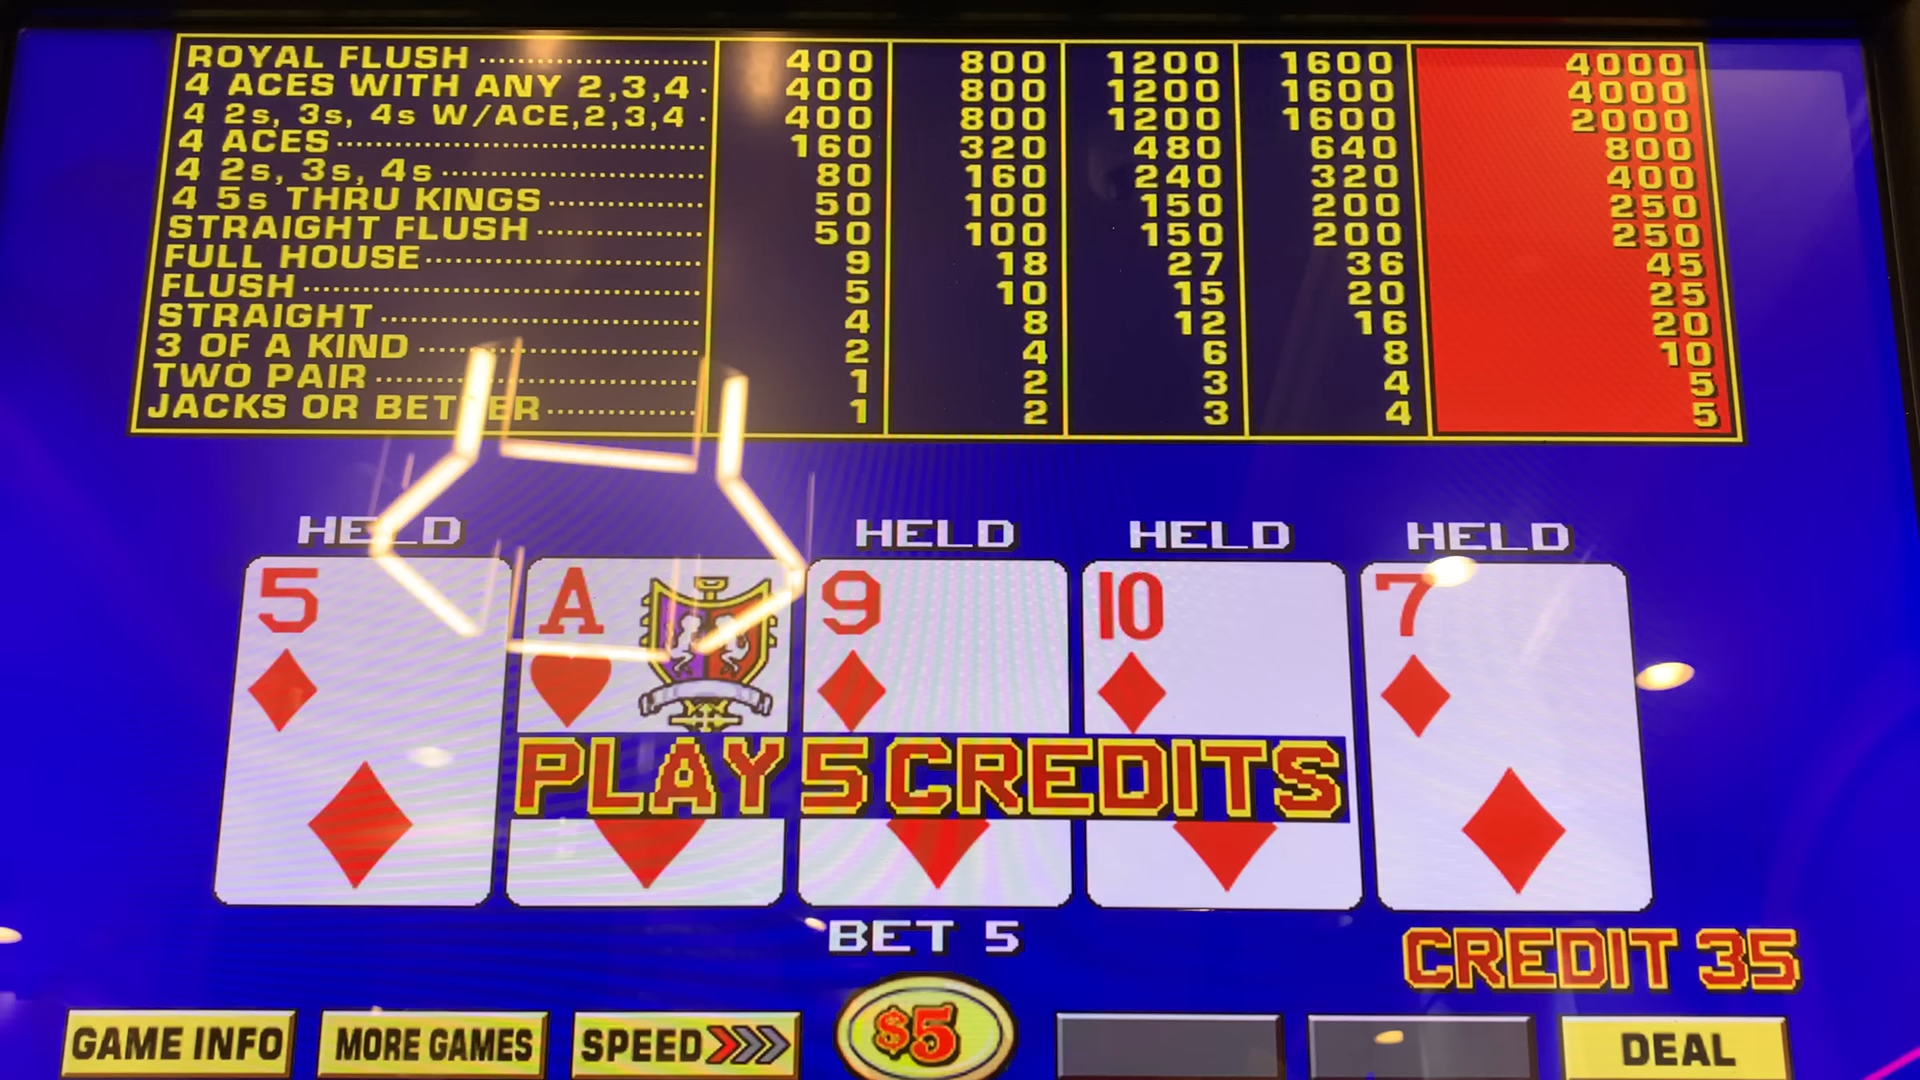 ROYAL FLUSH 400 800 1200 1600 4000
4 ACES WITH ANY 2,3,4 400 800 1200 1600 4000
4 2s, 3s, 4s W/ACE,2,3,4 400 800 1200 1600 2000
4 ACES 160 320 480 640 800
4 2s, 3s, 4s 80 160 240 320 400
4 5s THRU KINGS 50 100 150 200 250
STRAIGHT FLUSH 50 100 150 200 250
FULL HOUSE 9 18 27 36 45
FLUSH 5 10 15 20 25
STRAIGHT 4 8 12 16 20
3 OF A KIND 2 4 6 8 10
TWO PAIR 1 2 3 4 5
JACKS OR BETTER 1 2 3 4 5
HELD HELD HELD HELD
5 A 9 10 7
PLAY 5 CREDITS
BET 5
CREDIT 35
GAME INFO MORE GAMES SPEED $5 DEAL